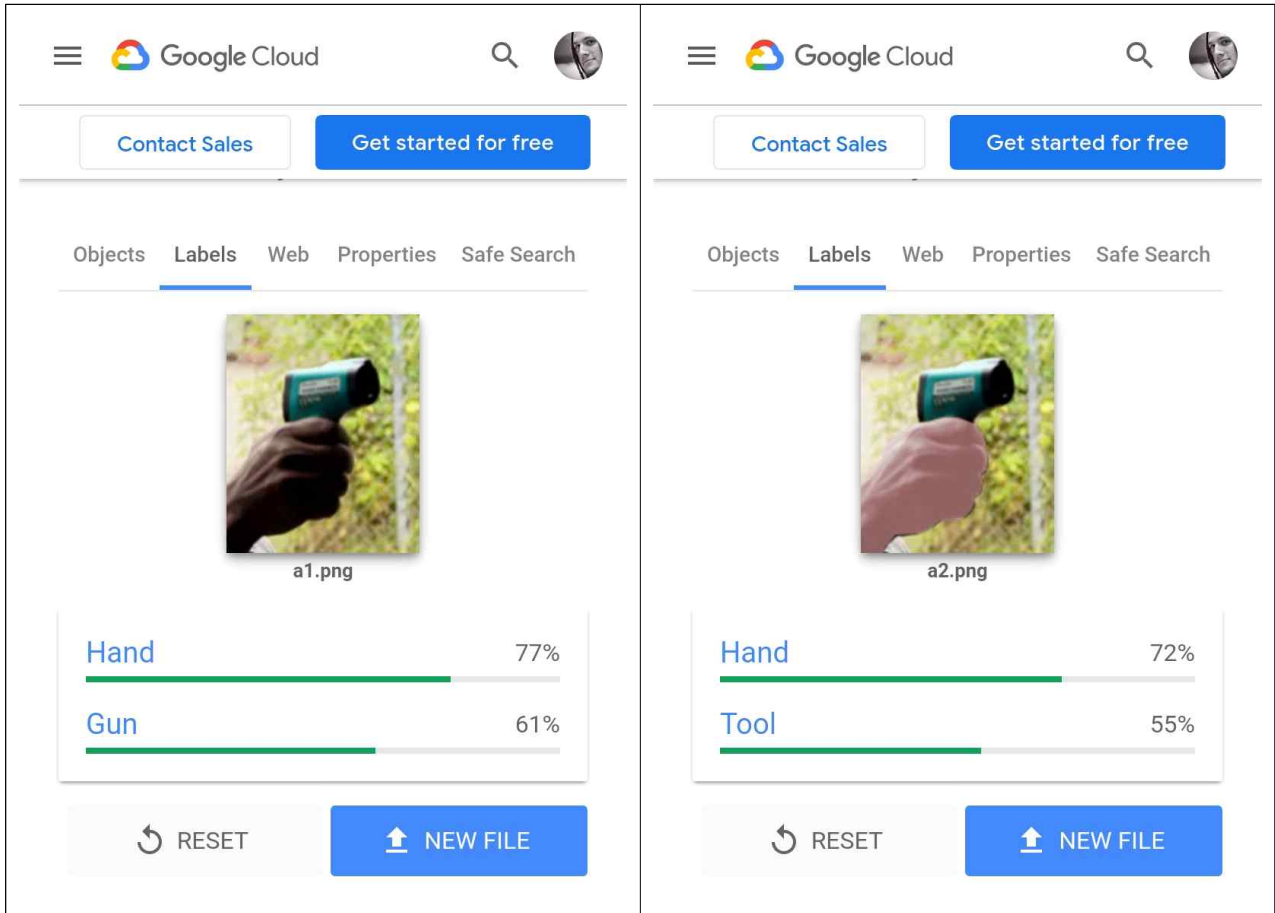 Google Cloud
Contact Sales
Get started for free
Objects Labels Web Properties Safe Search
a1.png
Hand 77%
Gun 61%
RESET
NEW FILE
Google Cloud
Contact Sales
Get started for free
Objects Labels Web Properties Safe Search
a2.png
Hand 72%
Tool 55%
RESET
NEW FILE